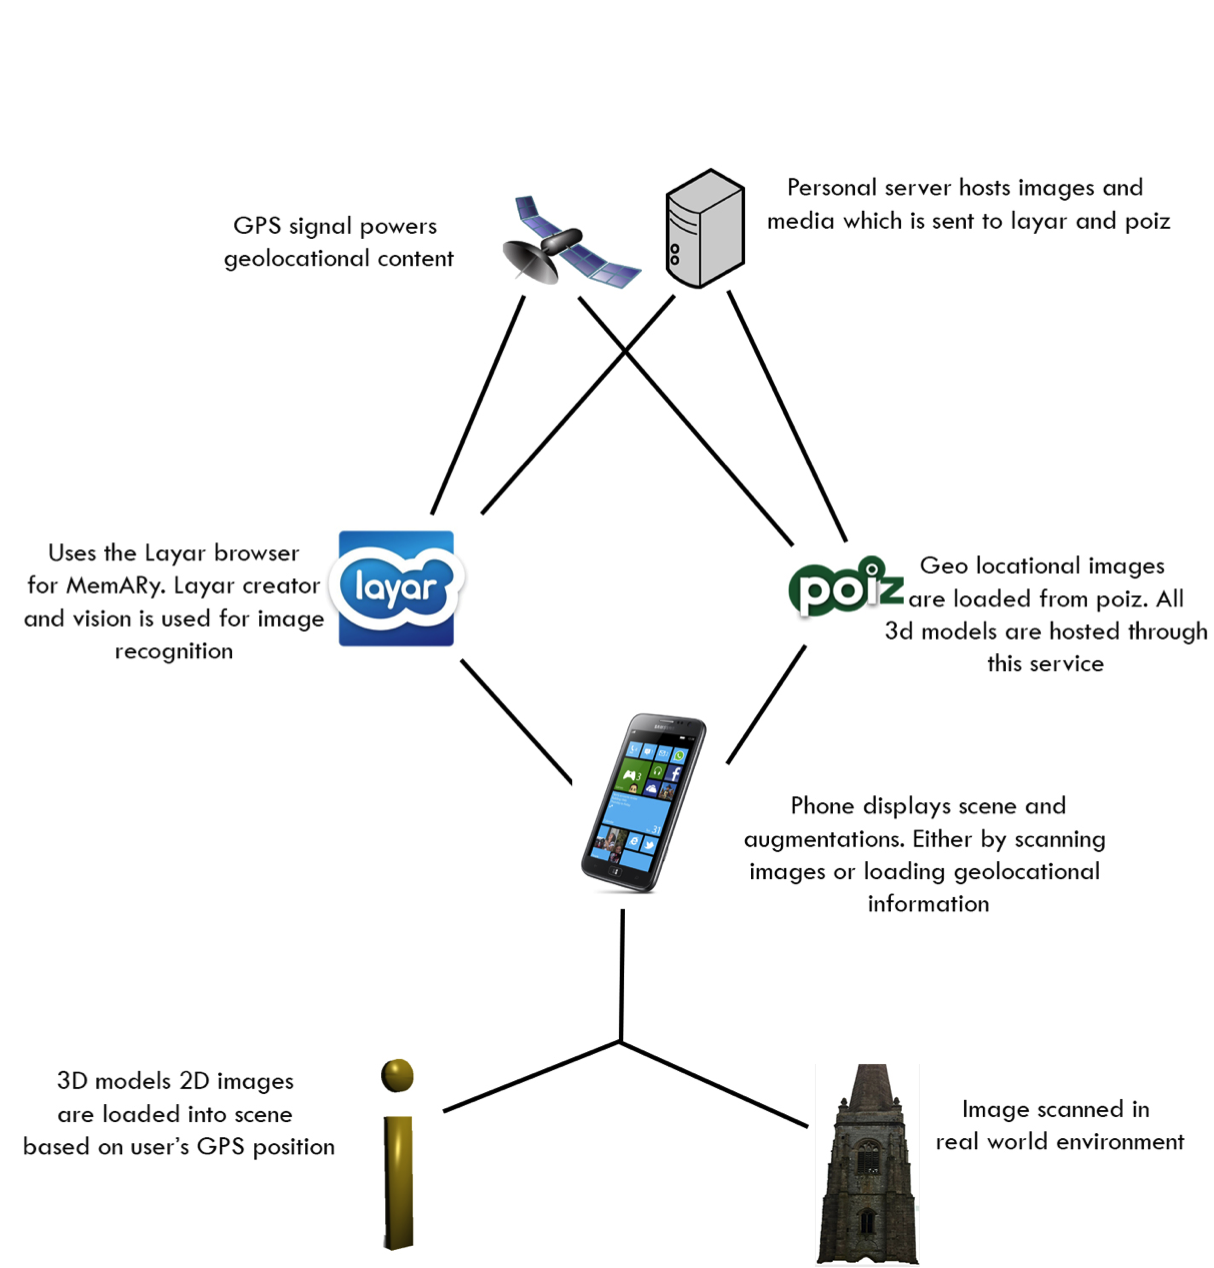 GPS signal powers
geolocational content
Personal server hosts images and
media which is sent to layar and poiz
Uses the Layar browser
for MemARy. Layar creator
and vision is used for image
recognition
layar
poiz
Geo locational images
are loaded from poiz. All
3d models are hosted through
this service
Phone displays scene and
augmentations. Either by scanning
images or loading geolocational
information
3D models 2D images
are loaded into scene
based on user's GPS position
Image scanned in
real world environment